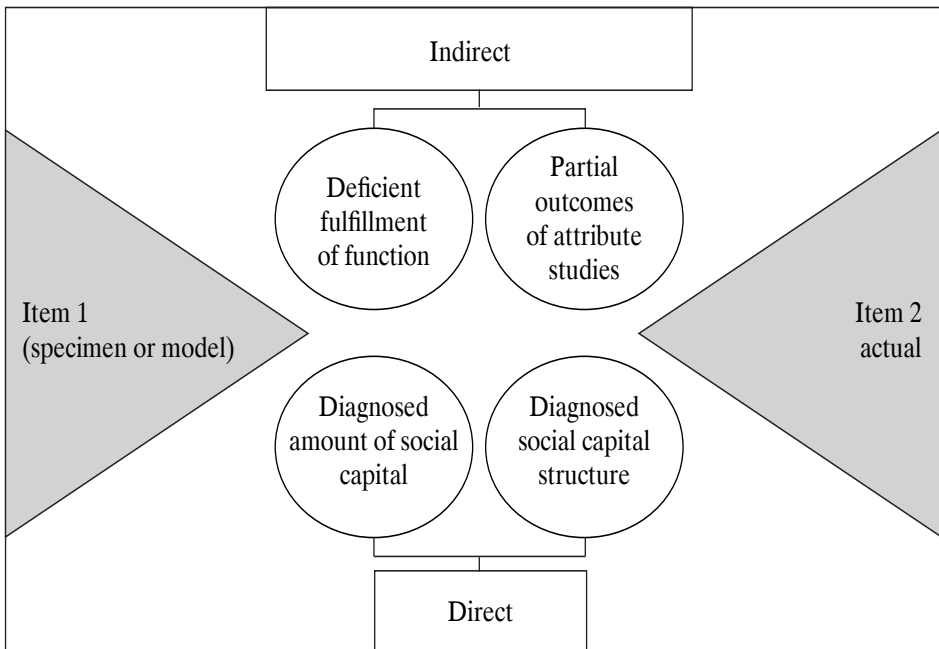 Indirect
Deficient
fulfillment
of function
Partial
outcomes
of attribute
studies
Item 1
(specimen or model)
Item 2
actual
Diagnosed
amount of social
capital
Diagnosed
social capital
structure
Direct